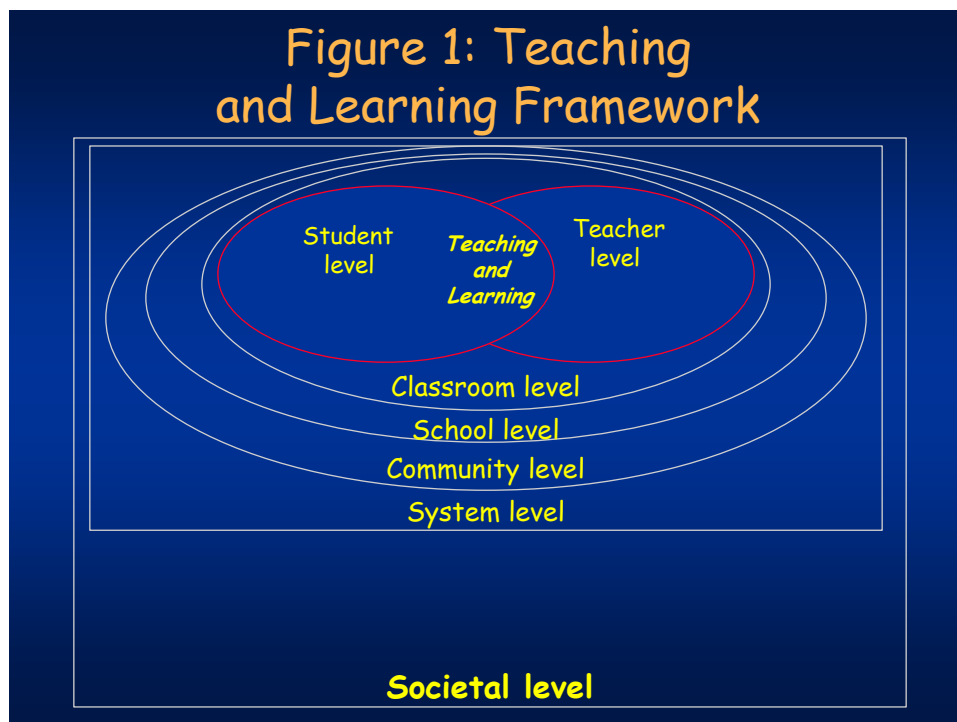 Figure 1: Teaching
and Learning Framework
Student
level
Teaching
and
Learning
Teacher
level
Classroom level
School level
Community level
System level
Societal level